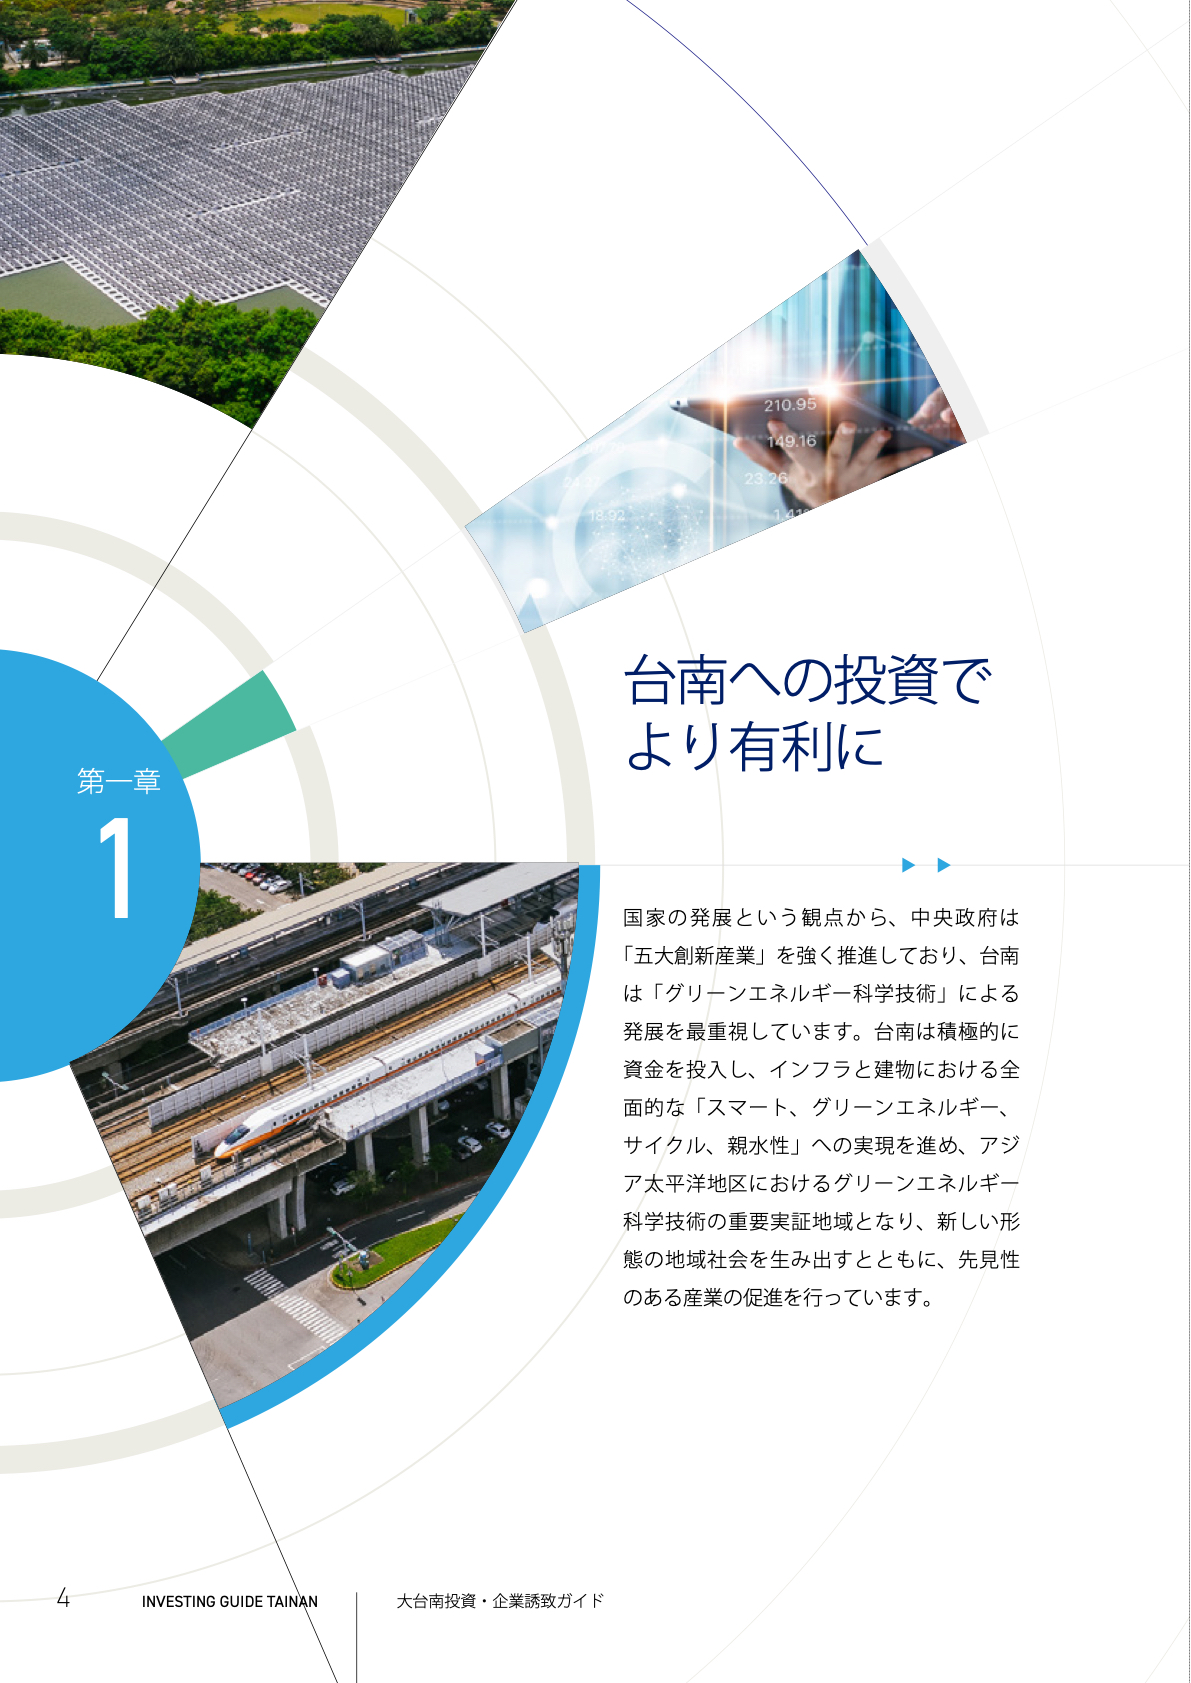 210.95
149.16
23.26
18.92
第一章
1
台南への投資で
より有利に
国家の発展という観点から、中央政府は
「五大創新産業」を強く推進しており、台南
は「グリーンエネルギー科学技術」による
発展を最重視しています。台南は積極的に
資金を投入し、インフラと建物における全
面的な「スマート、グリーンエネルギー、
サイクル、親水性」への実現を進め、アジ
ア太平洋地区におけるグリーンエネルギー
科学技術の重要実証地域となり、新しい形
態の地域社会を生み出すとともに、先見性
のある産業の促進を行っています。
4
INVESTING GUIDE TAINAN
大台南投資・企業誘致ガイド